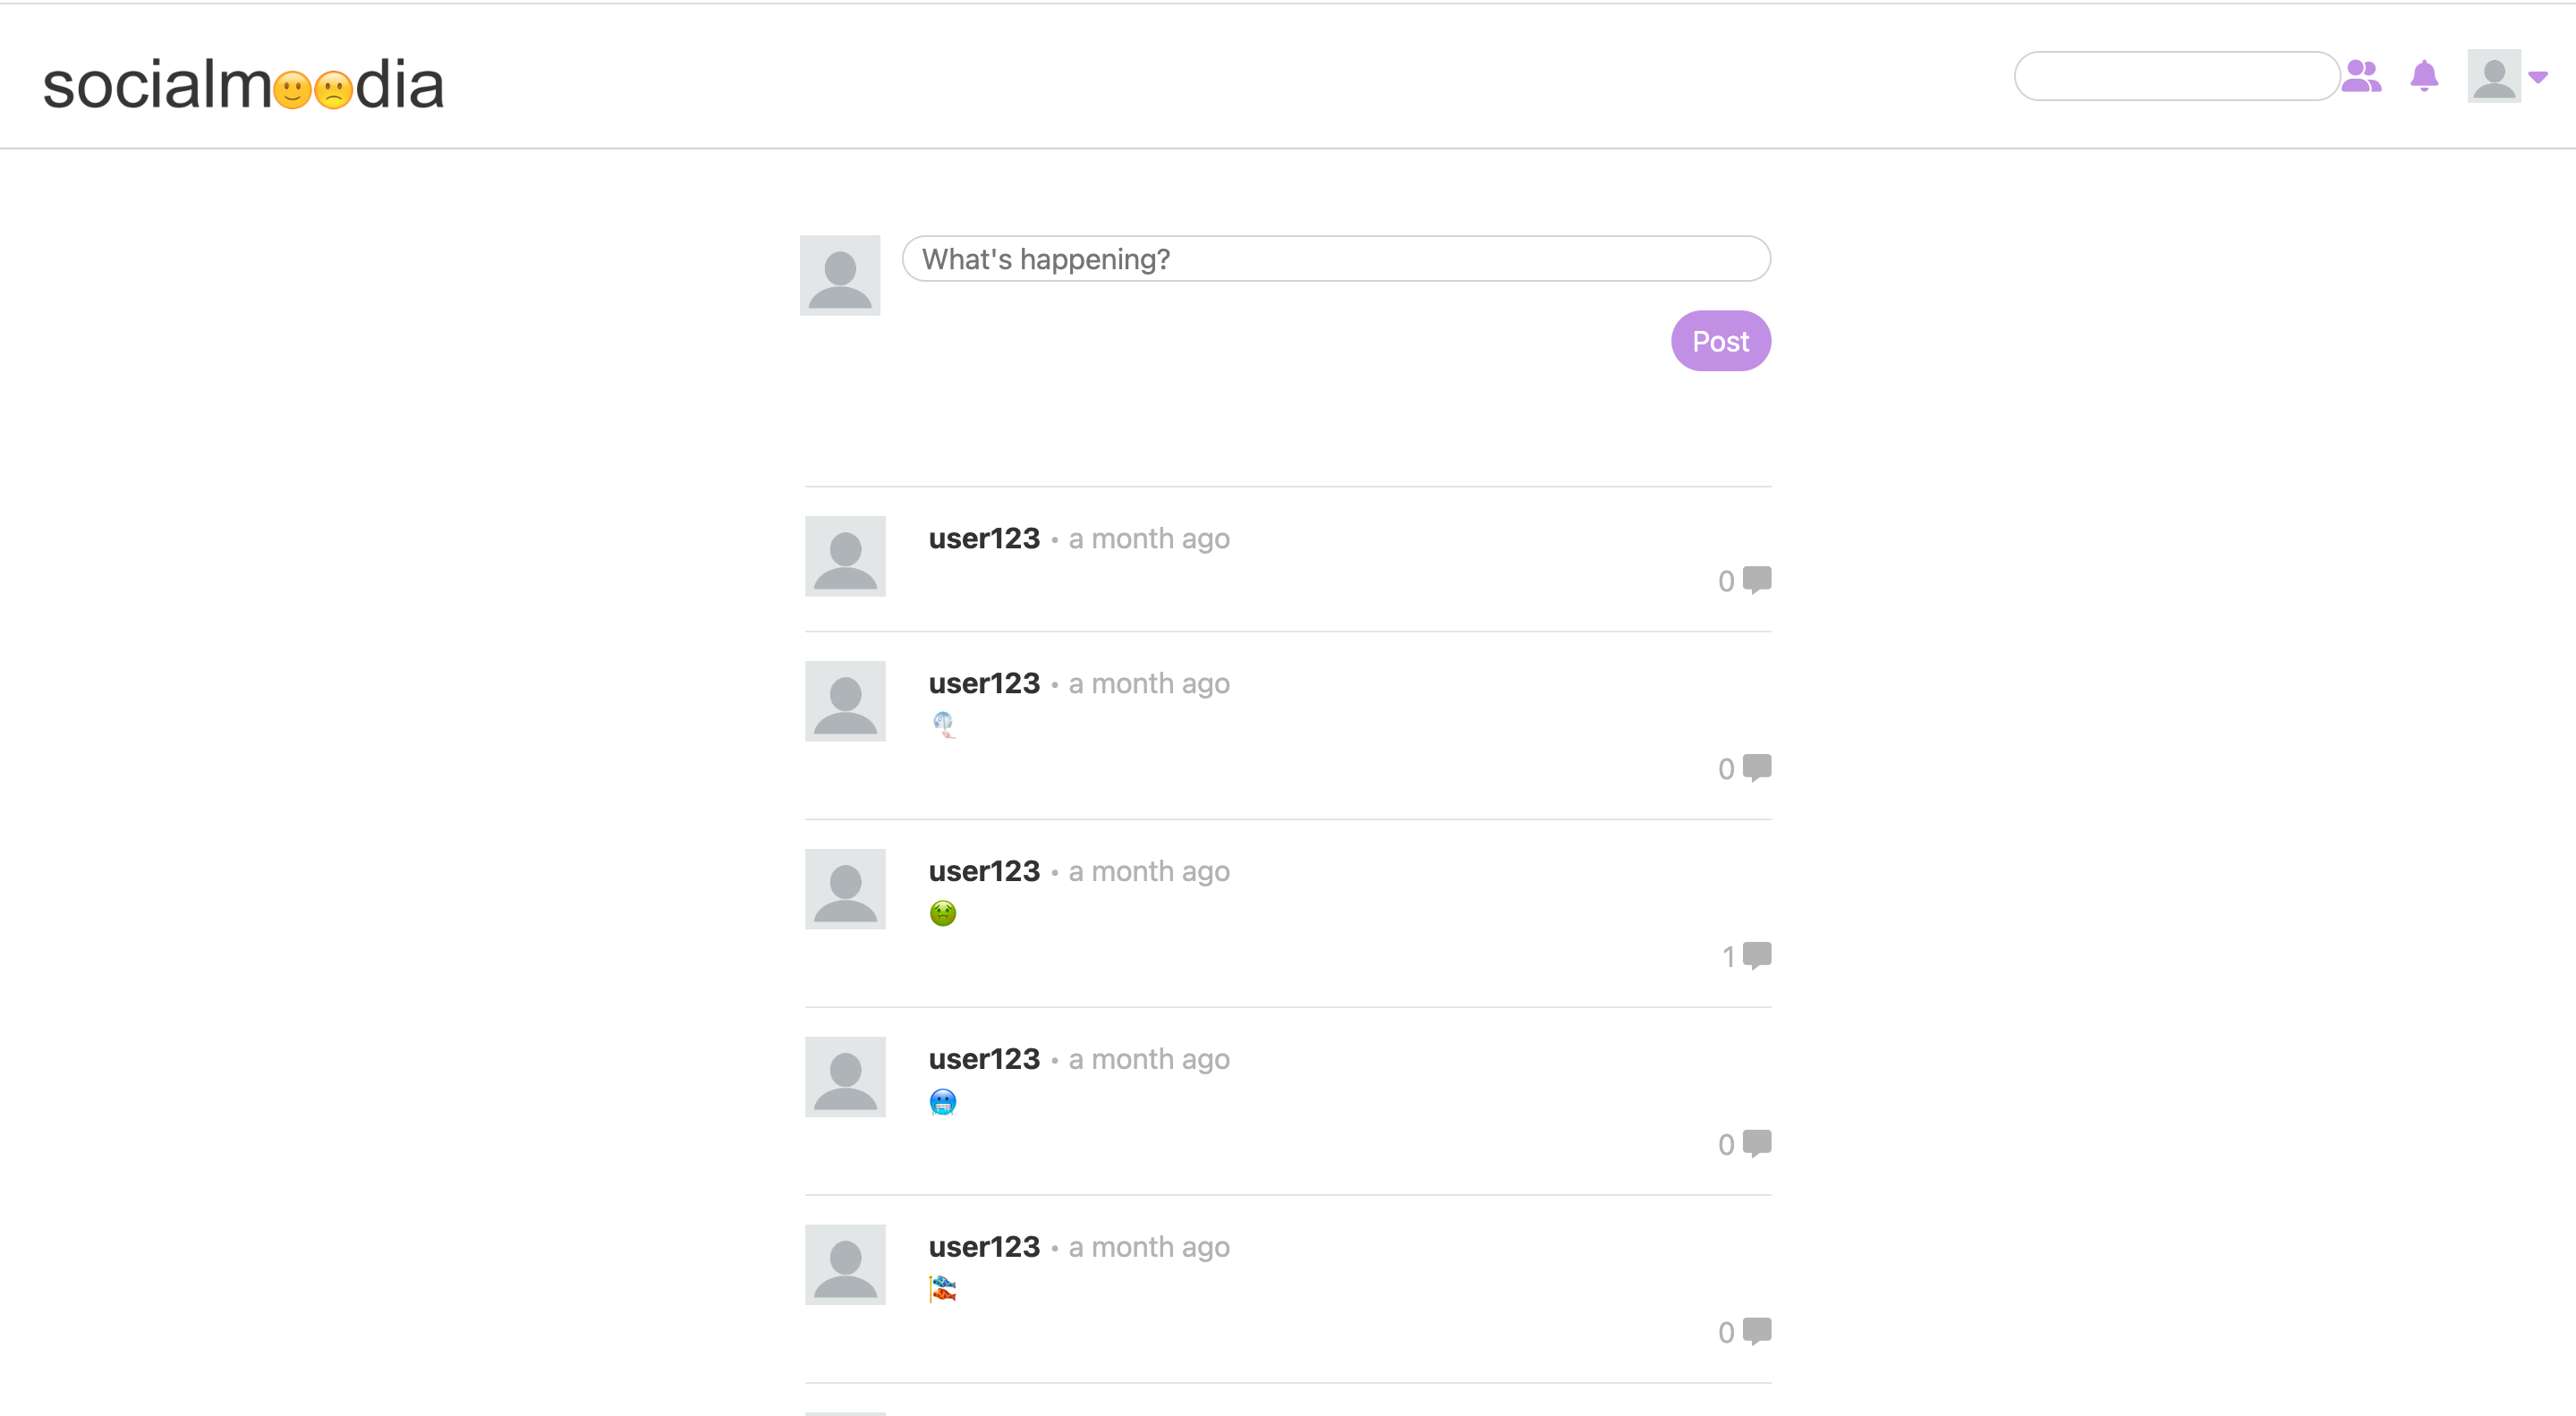 socialm🙂🙁dia
What's happening?
Post
user123 • a month ago
0
user123 • a month ago
🎐
0
user123 • a month ago
🤢
1
user123 • a month ago
🥶
0
user123 • a month ago
🎏
0